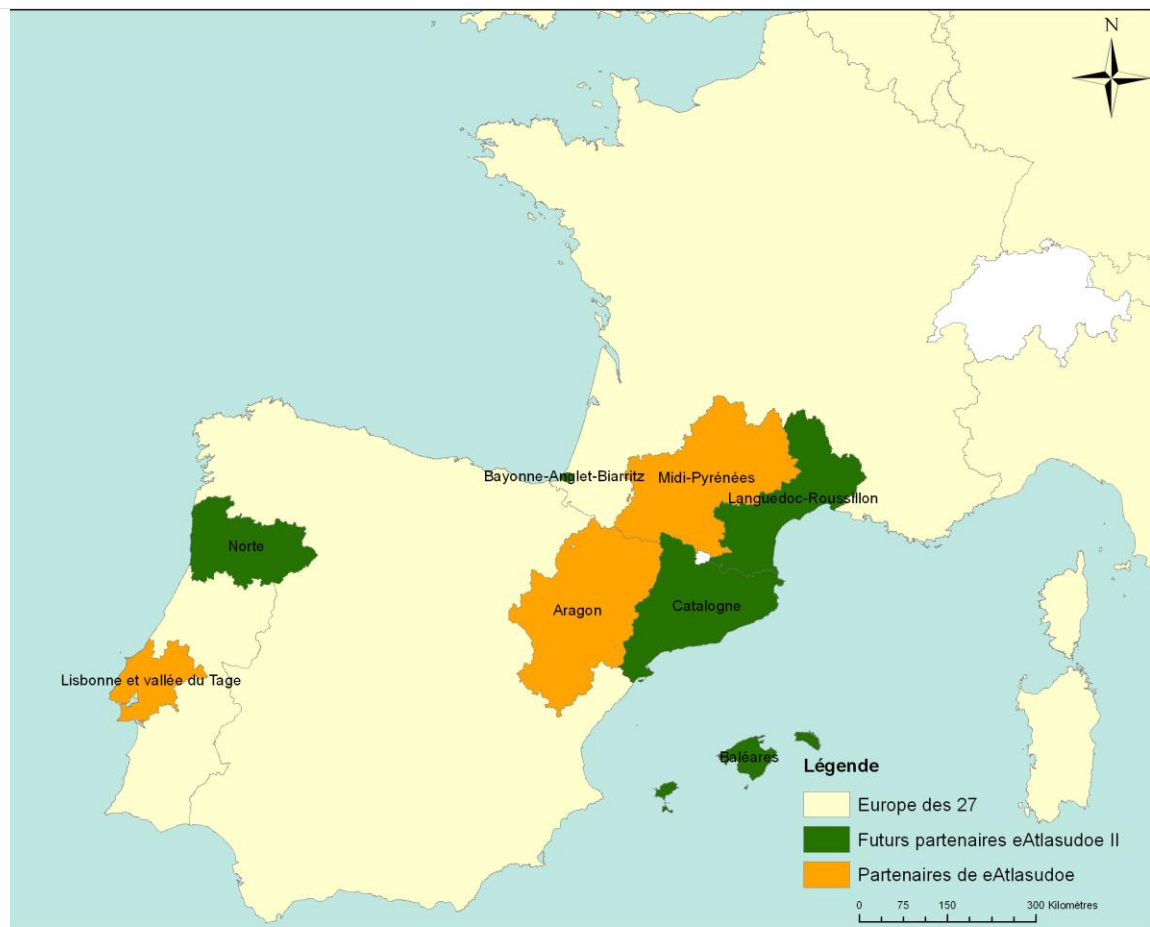 N
Bayonne-Anglet-Biarritz
Midi-Pyrénées
Languedoc-Roussillon
Norte
Aragon
Catalogne
Lisbonne et vallée du Tage
Baléares
Légende
Europe des 27
Futurs partenaires eAtlasudoe II
Partenaires de eAtlasudoe
0 75 150 300 Kilomètres